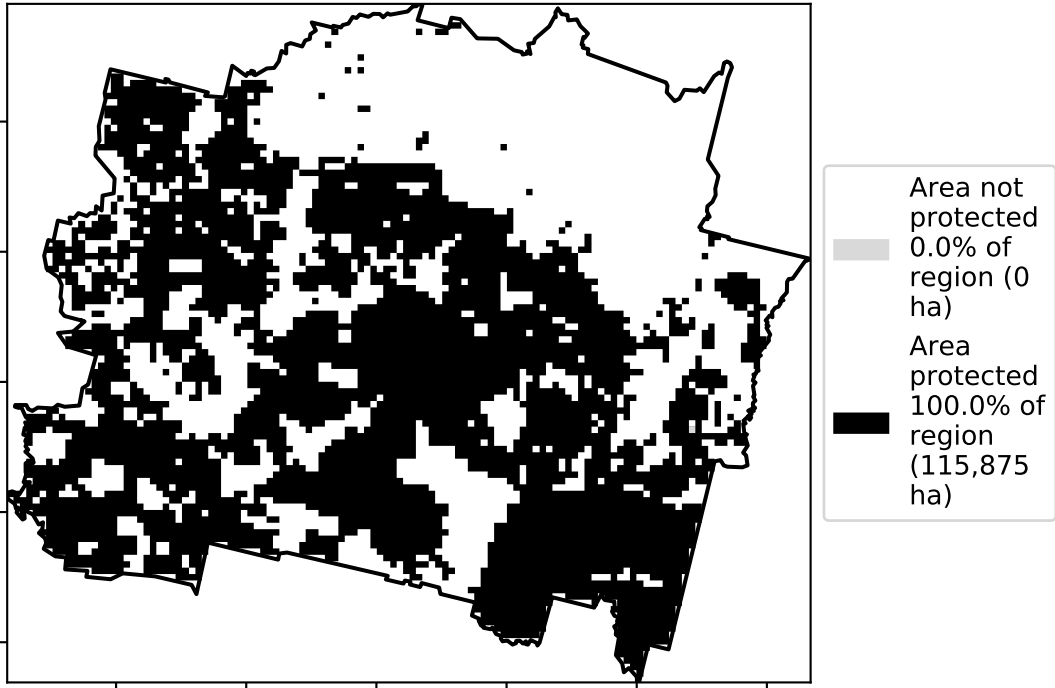 Area not
protected
0.0% of
region (0
ha)
Area
protected
100.0% of
region
(115,875
ha)